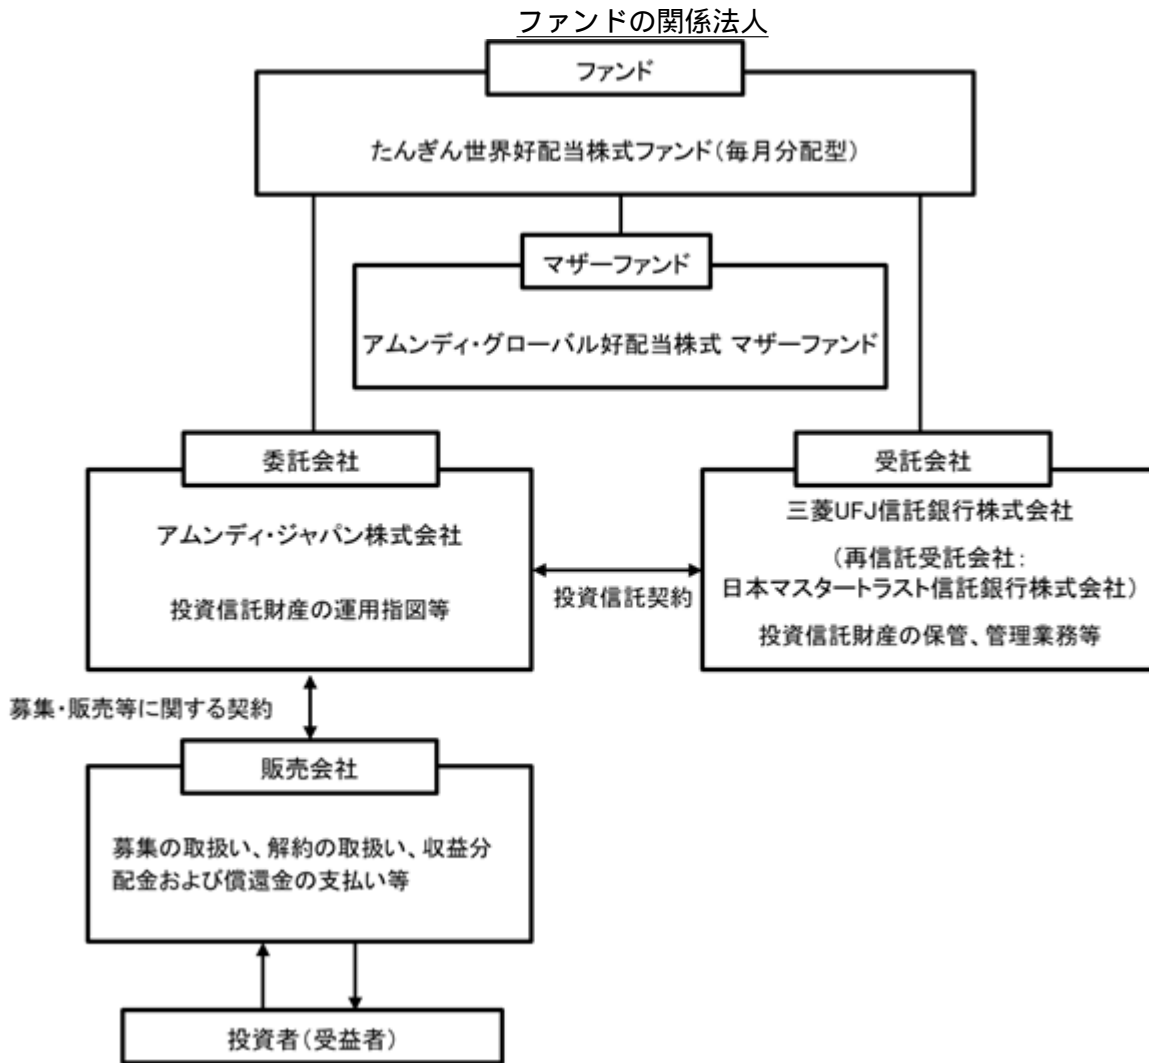 ファンドの関係法人
ファンド
たんぎん世界好配当株式ファンド(毎月分配型)
マザーファンド
アムンディ・グローバル好配当株式 マザーファンド
委託会社
アムンディ・ジャパン株式会社
投資信託財産の運用指図等
投資信託契約
受託会社
三菱UFJ信託銀行株式会社
(再信託受託会社:
日本マスタートラスト信託銀行株式会社)
投資信託財産の保管、管理業務等
募集・販売等に関する契約
販売会社
募集の取扱い、解約の取扱い、収益分
配金および償還金の支払い等
投資者(受益者)